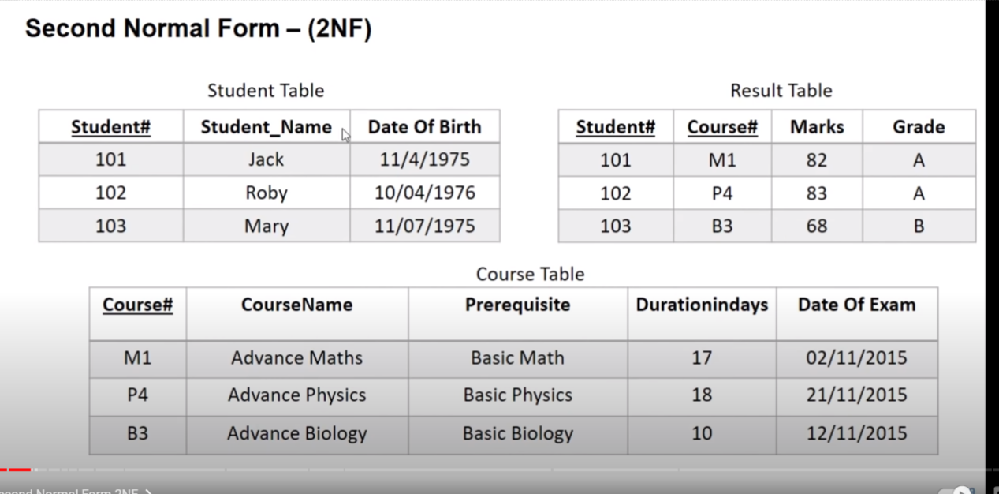 Second Normal Form – (2NF)
Student Table
Student# Student_Name Date Of Birth
101 Jack 11/4/1975
102 Roby 10/04/1976
103 Mary 11/07/1975
Result Table
Student# Course# Marks Grade
101 M1 82 A
102 P4 83 A
103 B3 68 B
Course Table
Course# CourseName Prerequisite Durationindays Date Of Exam
M1 Advance Maths Basic Math 17 02/11/2015
P4 Advance Physics Basic Physics 18 21/11/2015
B3 Advance Biology Basic Biology 10 12/11/2015
Normal Form 2NF